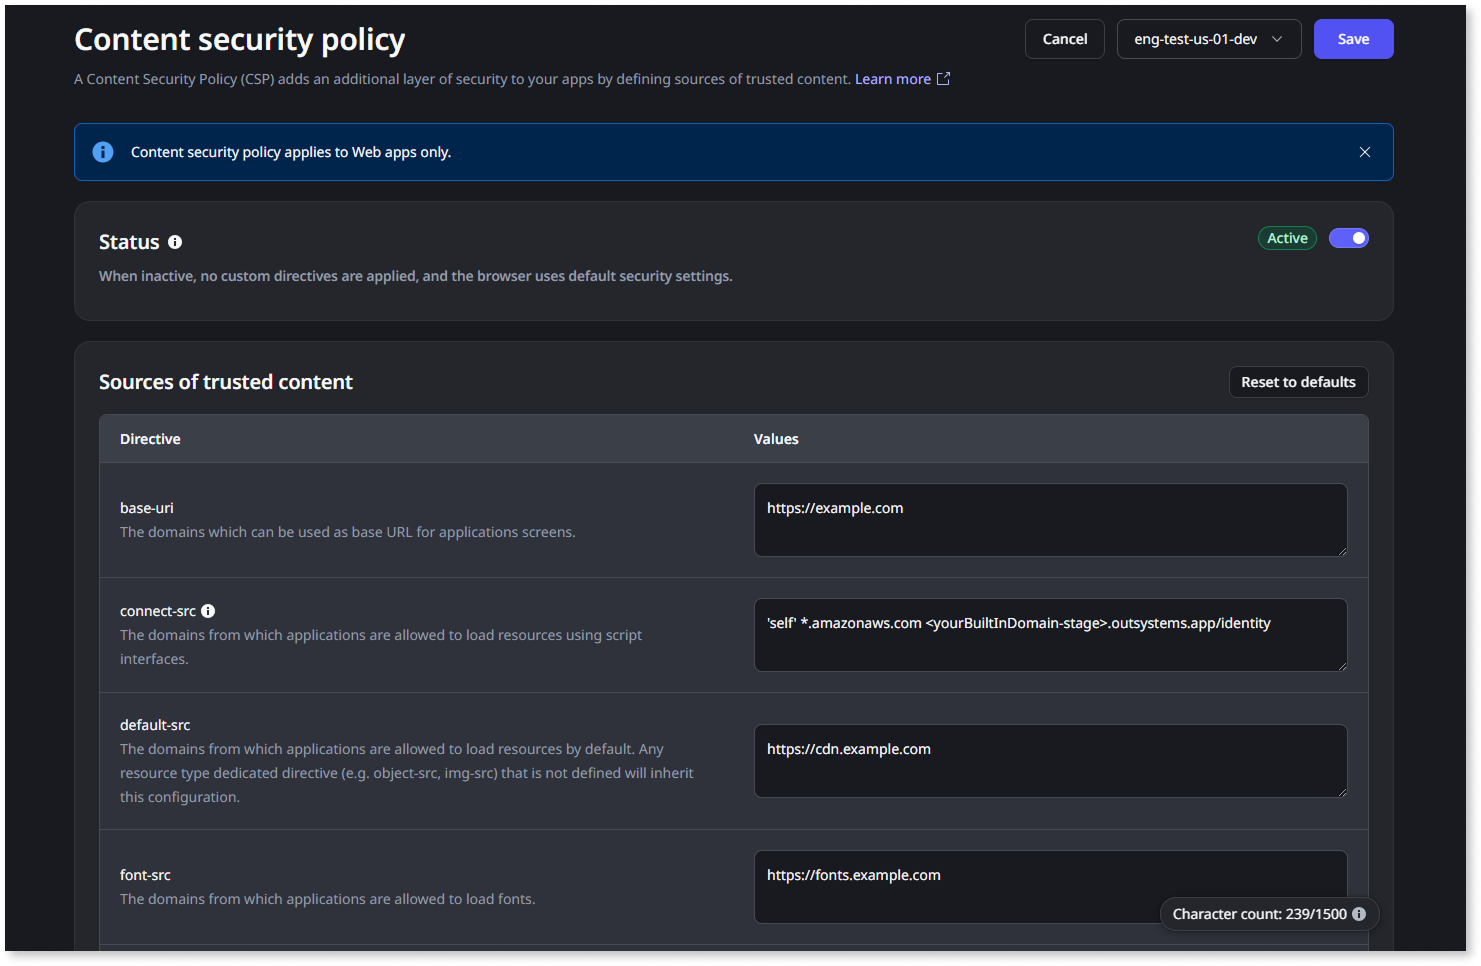 Content security policy
Cancel
eng-test-us-01-dev
Save
A Content Security Policy (CSP) adds an additional layer of security to your apps by defining sources of trusted content. Learn more
Content security policy applies to Web apps only.
Status
Active
When inactive, no custom directives are applied, and the browser uses default security settings.
Sources of trusted content
Reset to defaults
Directive
Values
base-uri
The domains which can be used as base URL for applications screens.
https://example.com
connect-src
The domains from which applications are allowed to load resources using script
interfaces.
'self' *.amazonaws.com <yourBuiltInDomain-stage>.outsystems.app/identity
default-src
The domains from which applications are allowed to load resources by default. Any
resource type dedicated directive (e.g. object-src, img-src) that is not defined will inherit
this configuration.
https://cdn.example.com
font-src
The domains from which applications are allowed to load fonts.
https://fonts.example.com
Character count: 239/1500